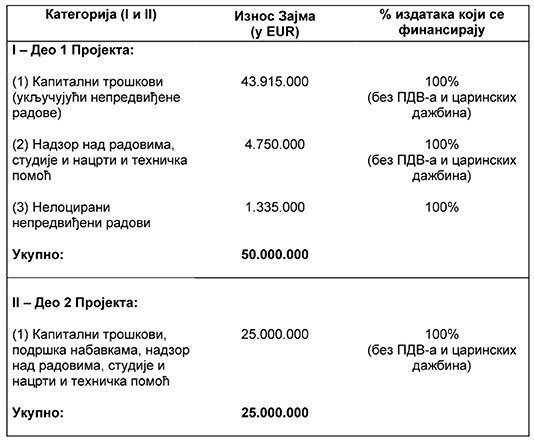 Категорија (I и II) Износ Зајма % издатака који се
(у EUR) финансирају
I – Део 1 Пројекта:
(1) Капитални трошкови 43.915.000 100%
(укључујући непредвиђене (без ПДВ-а и царинских
радове) дажбина)
(2) Надзор над радовима, 4.750.000 100%
студије и нацрти и техничка (без ПДВ-а и царинских
помоћ дажбина)
(3) Нелоцирани 1.335.000 100%
непредвиђени радови
Укупно: 50.000.000
II – Део 2 Пројекта:
(1) Капитални трошкови, 25.000.000 100%
подршка набавкама, надзор (без ПДВ-а и царинских
над радовима, студије и дажбина)
нацрти и техничка помоћ
Укупно: 25.000.000